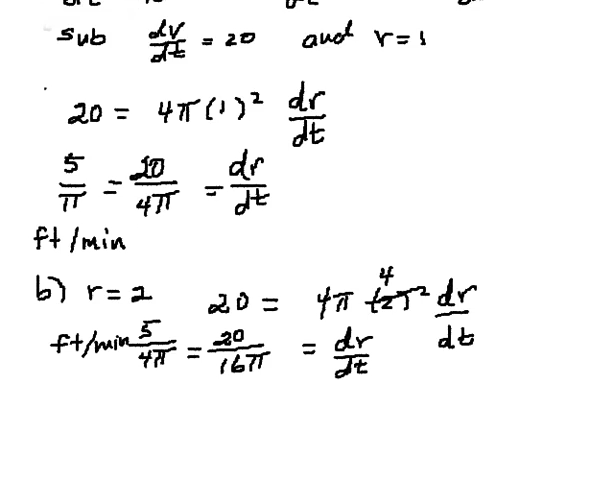 sub dV/dt = 20 and r = 1
20 = 4π(1)² dr/dt
5/π = 20/4π = dr/dt
ft/min
b) r = 2 20 = 4π (2)² 4 dr/dt
ft/min 5/4π = 20/16π = dr/dt